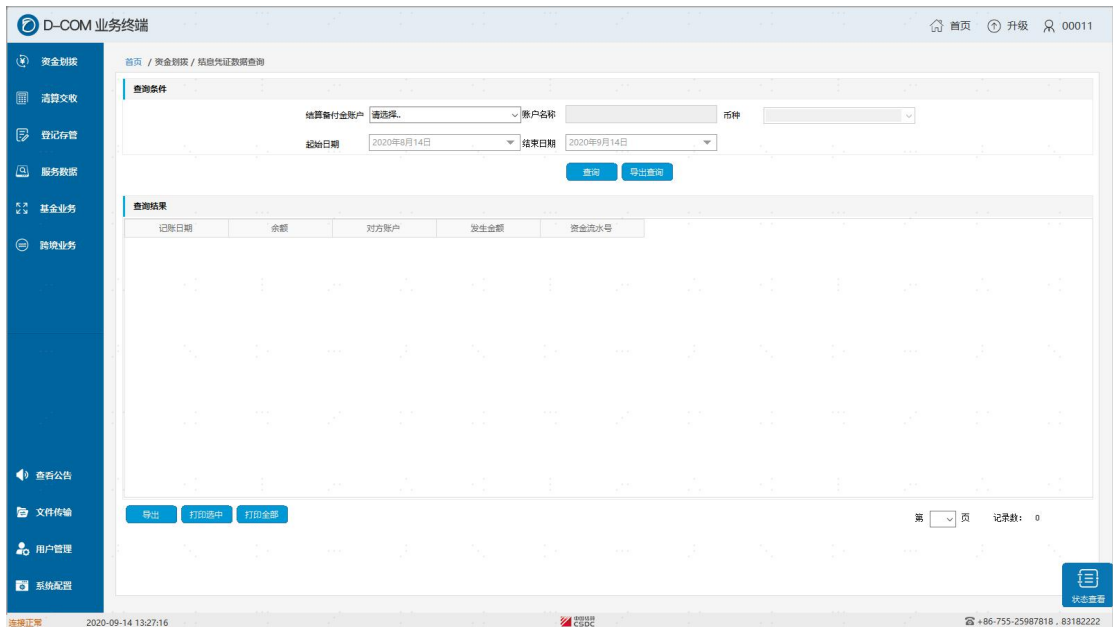 D-COM 业务终端
首页 升级 00011
资金划拨
清算交收
登记存管
服务数据
基金业务
跨境业务
查看公告
文件传输
用户管理
系统配置
首页 / 资金划拨 / 结息凭证数据查询
查询条件
结算备付金账户 请选择.. 账户名称 币种
起始日期 2020年8月14日 结束日期 2020年9月14日
查询 导出查询
查询结果
记账日期 余额 对方账户 发生金额 资金流水号
导出 打印选中 打印全部
第 页 记录数: 0
状态查看
连接正常 2020-09-14 13:27:16 中国结算 CSDC ☎ +86-755-25987818 , 83182222